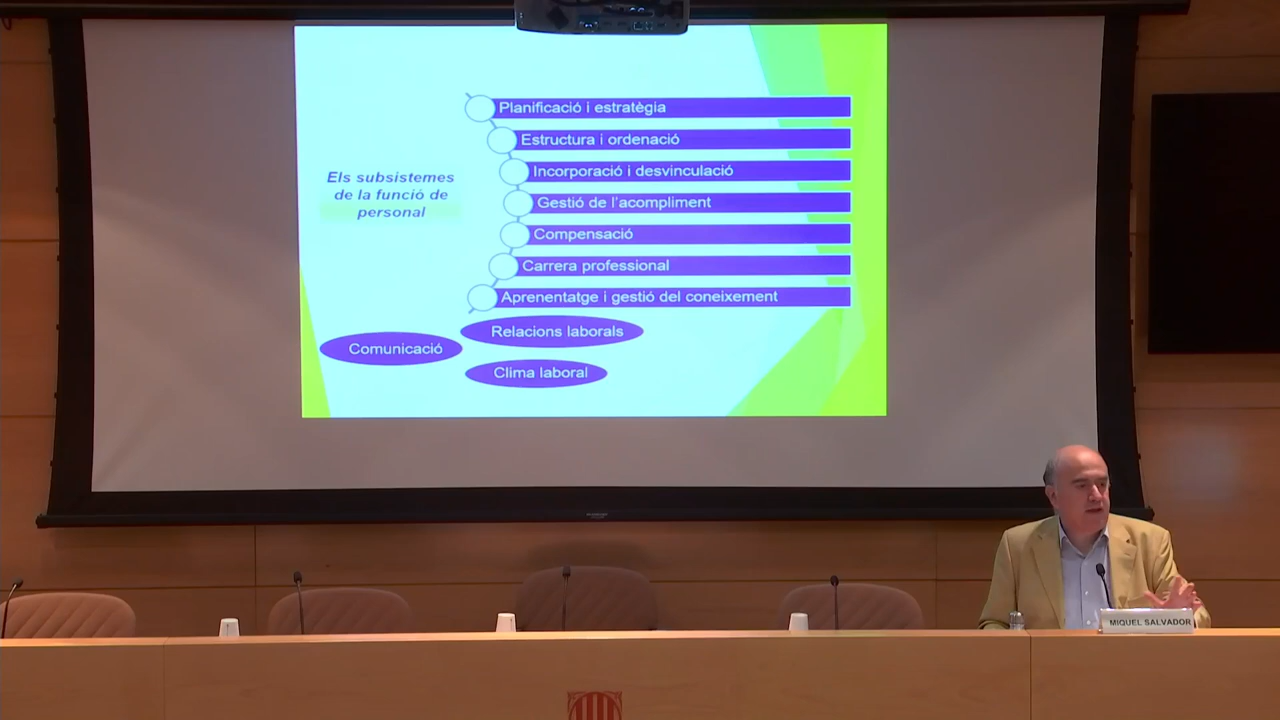 Planificació i estratègia
Estructura i ordenació
Els subsistemes
de la funció de
personal
Incorporació i desvinculació
Gestió de l'acompliment
Compensació
Carrera professional
Aprenentatge i gestió del coneixement
Relacions laborals
Comunicació
Clima laboral
MIQUEL SALVADOR